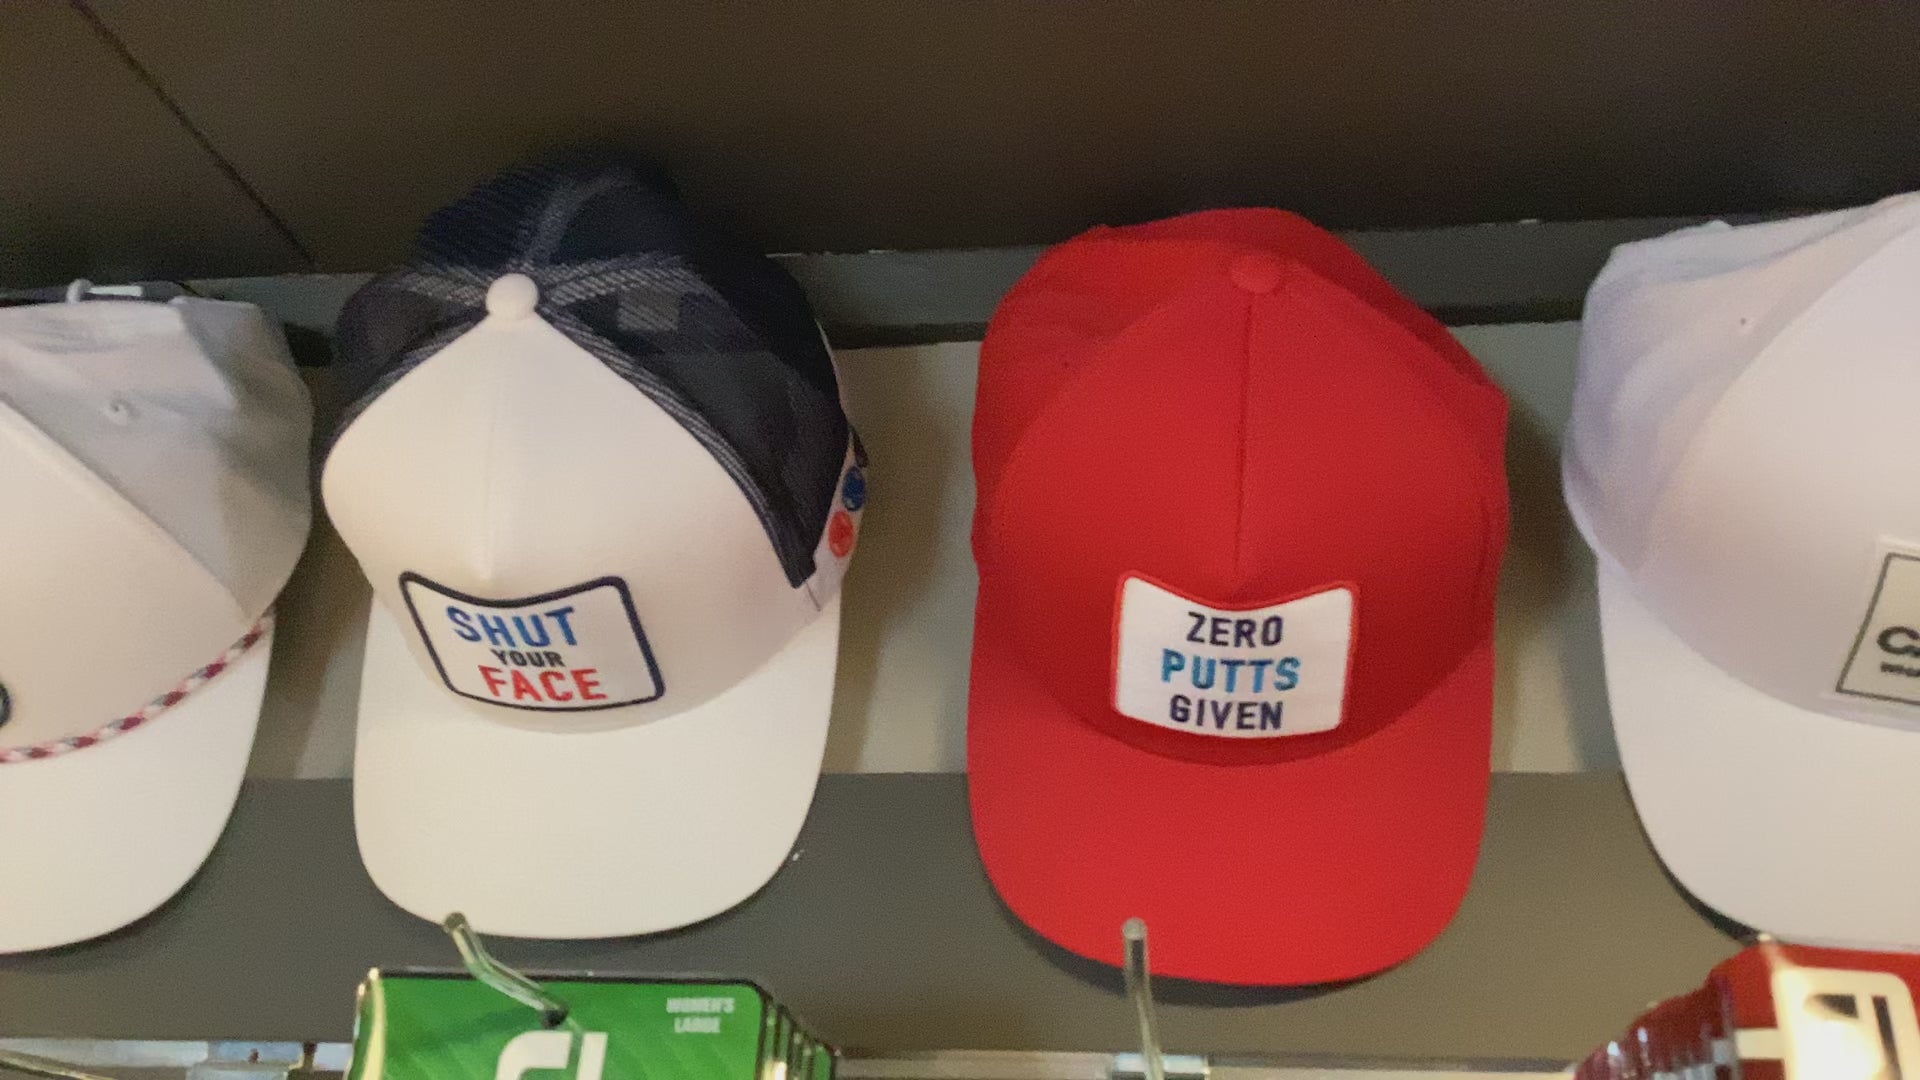 SHUT
YOUR
FACE
ZERO
PUTTS
GIVEN
WOMEN'S
LARGE